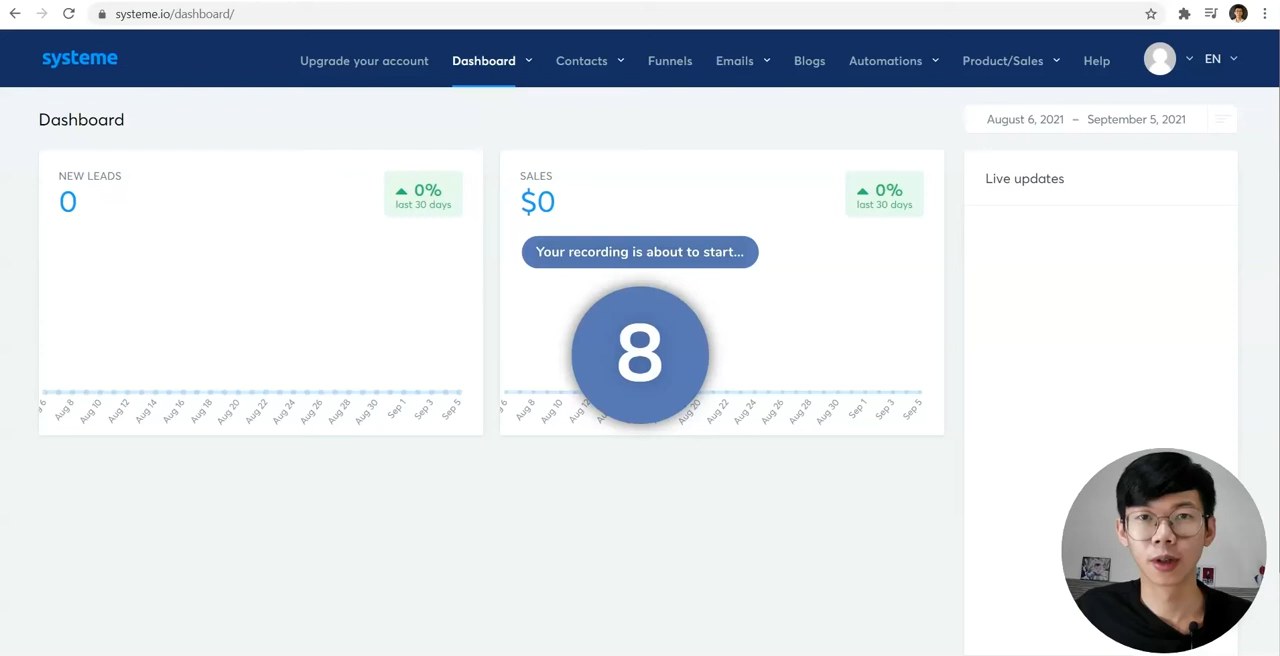 systeme.io/dashboard/
systeme
Upgrade your account
Dashboard
Contacts
Funnels
Emails
Blogs
Automations
Product/Sales
Help
EN
Dashboard
August 6, 2021 – September 5, 2021
NEW LEADS
0
0%
last 30 days
Aug 8
Aug 10
Aug 12
Aug 14
Aug 16
Aug 18
Aug 20
Aug 22
Aug 24
Aug 26
Aug 28
Aug 30
Sep 1
Sep 3
Sep 5
SALES
$0
0%
last 30 days
Your recording is about to start...
8
Aug 8
Aug 10
Aug 20
Aug 22
Aug 24
Aug 26
Aug 28
Aug 30
Sep 1
Sep 3
Sep 5
Live updates